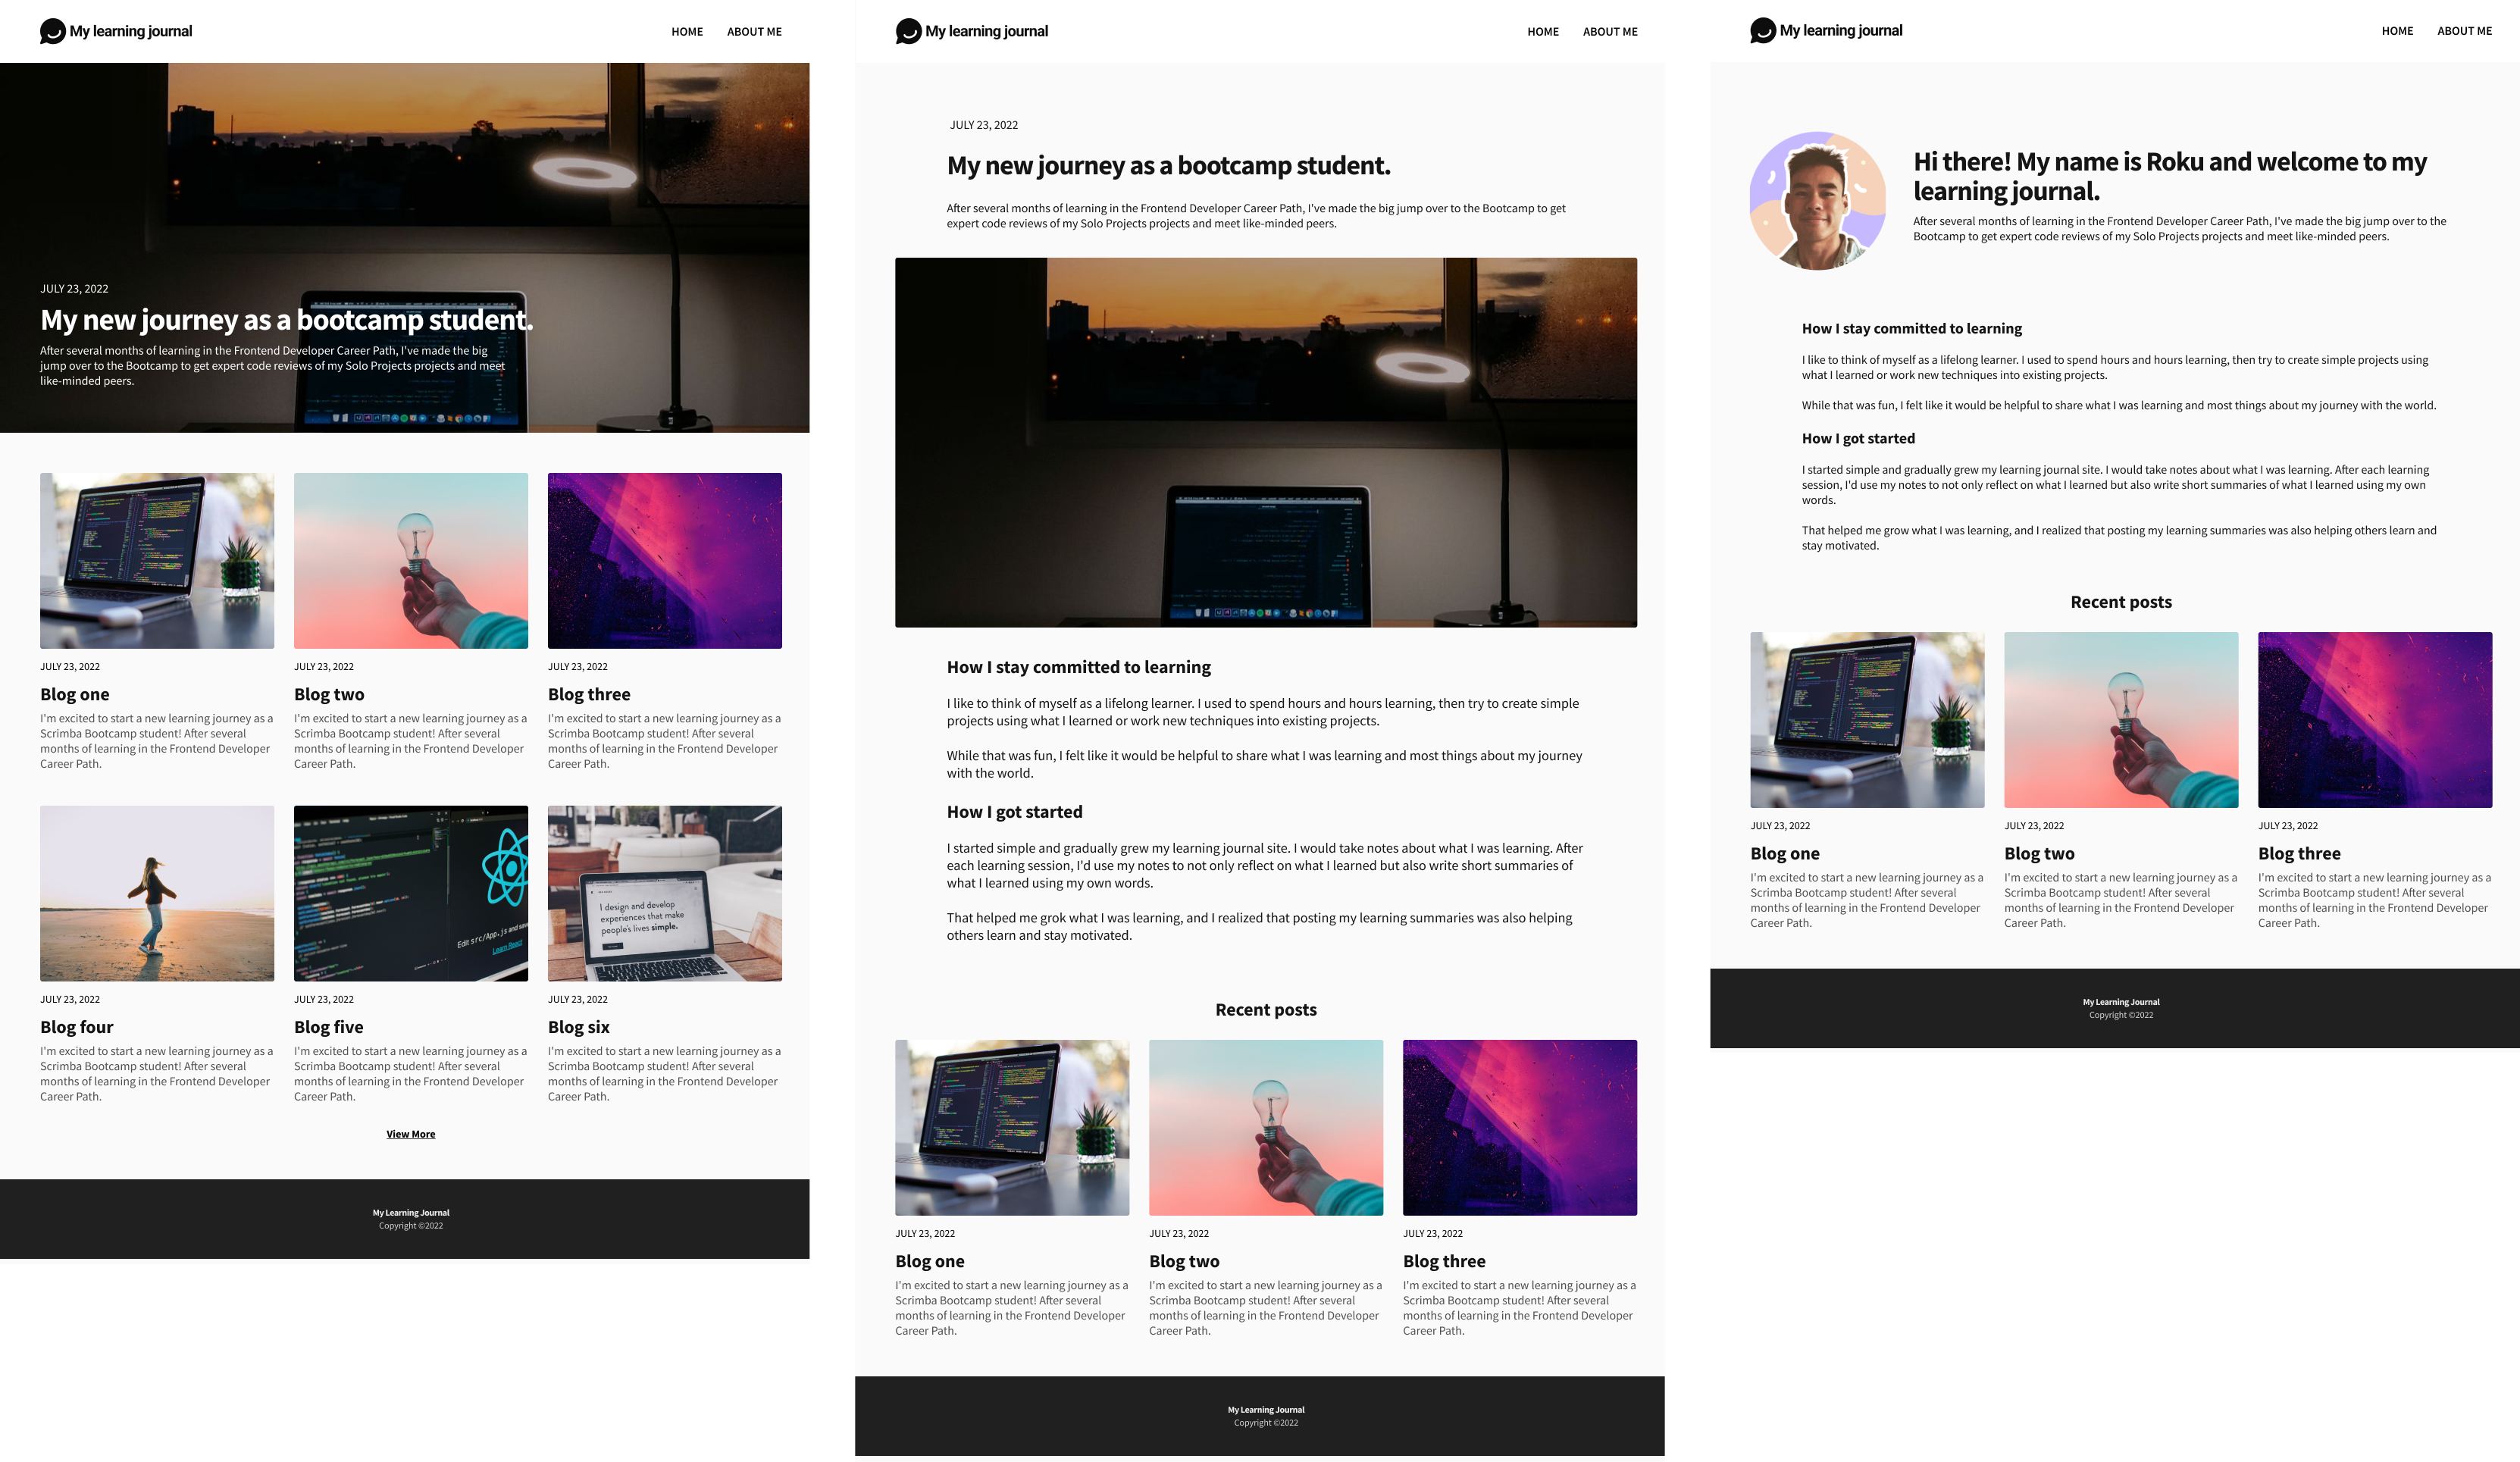 My learning journal
HOME
ABOUT ME
JULY 23, 2022
My new journey as a bootcamp student.
After several months of learning in the Frontend Developer Career Path, I've made the big
jump over to the Bootcamp to get expert code reviews of my Solo Projects projects and meet
like-minded peers.
JULY 23, 2022
Blog one
I'm excited to start a new learning journey as a
Scrimba Bootcamp student! After several
months of learning in the Frontend Developer
Career Path.
JULY 23, 2022
Blog two
I'm excited to start a new learning journey as a
Scrimba Bootcamp student! After several
months of learning in the Frontend Developer
Career Path.
JULY 23, 2022
Blog three
I'm excited to start a new learning journey as a
Scrimba Bootcamp student! After several
months of learning in the Frontend Developer
Career Path.
JULY 23, 2022
Blog four
I'm excited to start a new learning journey as a
Scrimba Bootcamp student! After several
months of learning in the Frontend Developer
Career Path.
Edit src/App.js and save
Learn React
JULY 23, 2022
Blog five
I'm excited to start a new learning journey as a
Scrimba Bootcamp student! After several
months of learning in the Frontend Developer
Career Path.
I design and develop
experiences that make
people's lives simple.
JULY 23, 2022
Blog six
I'm excited to start a new learning journey as a
Scrimba Bootcamp student! After several
months of learning in the Frontend Developer
Career Path.
View More
My Learning Journal
Copyright ©2022
My learning journal
HOME
ABOUT ME
JULY 23, 2022
My new journey as a bootcamp student.
After several months of learning in the Frontend Developer Career Path, I've made the big jump over to the Bootcamp to get
expert code reviews of my Solo Projects projects and meet like-minded peers.
How I stay committed to learning
I like to think of myself as a lifelong learner. I used to spend hours and hours learning, then try to create simple
projects using what I learned or work new techniques into existing projects.
While that was fun, I felt like it would be helpful to share what I was learning and most things about my journey
with the world.
How I got started
I started simple and gradually grew my learning journal site. I would take notes about what I was learning. After
each learning session, I'd use my notes to not only reflect on what I learned but also write short summaries of
what I learned using my own words.
That helped me grok what I was learning, and I realized that posting my learning summaries was also helping
others learn and stay motivated.
Recent posts
JULY 23, 2022
Blog one
I'm excited to start a new learning journey as a
Scrimba Bootcamp student! After several
months of learning in the Frontend Developer
Career Path.
JULY 23, 2022
Blog two
I'm excited to start a new learning journey as a
Scrimba Bootcamp student! After several
months of learning in the Frontend Developer
Career Path.
JULY 23, 2022
Blog three
I'm excited to start a new learning journey as a
Scrimba Bootcamp student! After several
months of learning in the Frontend Developer
Career Path.
My Learning Journal
Copyright ©2022
My learning journal
HOME
ABOUT ME
Hi there! My name is Roku and welcome to my
learning journal.
After several months of learning in the Frontend Developer Career Path, I've made the big jump over to the
Bootcamp to get expert code reviews of my Solo Projects projects and meet like-minded peers.
How I stay committed to learning
I like to think of myself as a lifelong learner. I used to spend hours and hours learning, then try to create simple projects using
what I learned or work new techniques into existing projects.
While that was fun, I felt like it would be helpful to share what I was learning and most things about my journey with the world.
How I got started
I started simple and gradually grew my learning journal site. I would take notes about what I was learning. After each learning
session, I'd use my notes to not only reflect on what I learned but also write short summaries of what I learned using my own
words.
That helped me grow what I was learning, and I realized that posting my learning summaries was also helping others learn and
stay motivated.
Recent posts
JULY 23, 2022
Blog one
I'm excited to start a new learning journey as a
Scrimba Bootcamp student! After several
months of learning in the Frontend Developer
Career Path.
JULY 23, 2022
Blog two
I'm excited to start a new learning journey as a
Scrimba Bootcamp student! After several
months of learning in the Frontend Developer
Career Path.
JULY 23, 2022
Blog three
I'm excited to start a new learning journey as a
Scrimba Bootcamp student! After several
months of learning in the Frontend Developer
Career Path.
My Learning Journal
Copyright ©2022